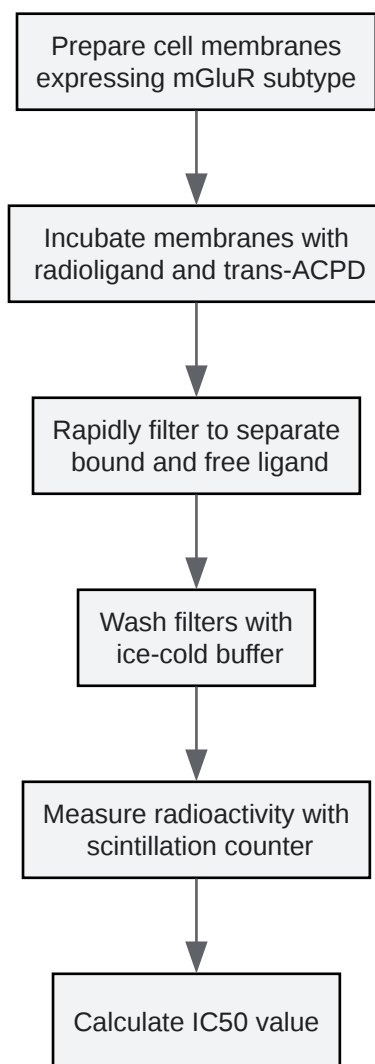 Prepare cell membranes
expressing mGluR subtype
Incubate membranes with
radioligand and trans-ACPD
Rapidly filter to separate
bound and free ligand
Wash filters with
ice-cold buffer
Measure radioactivity with
scintillation counter
Calculate IC50 value